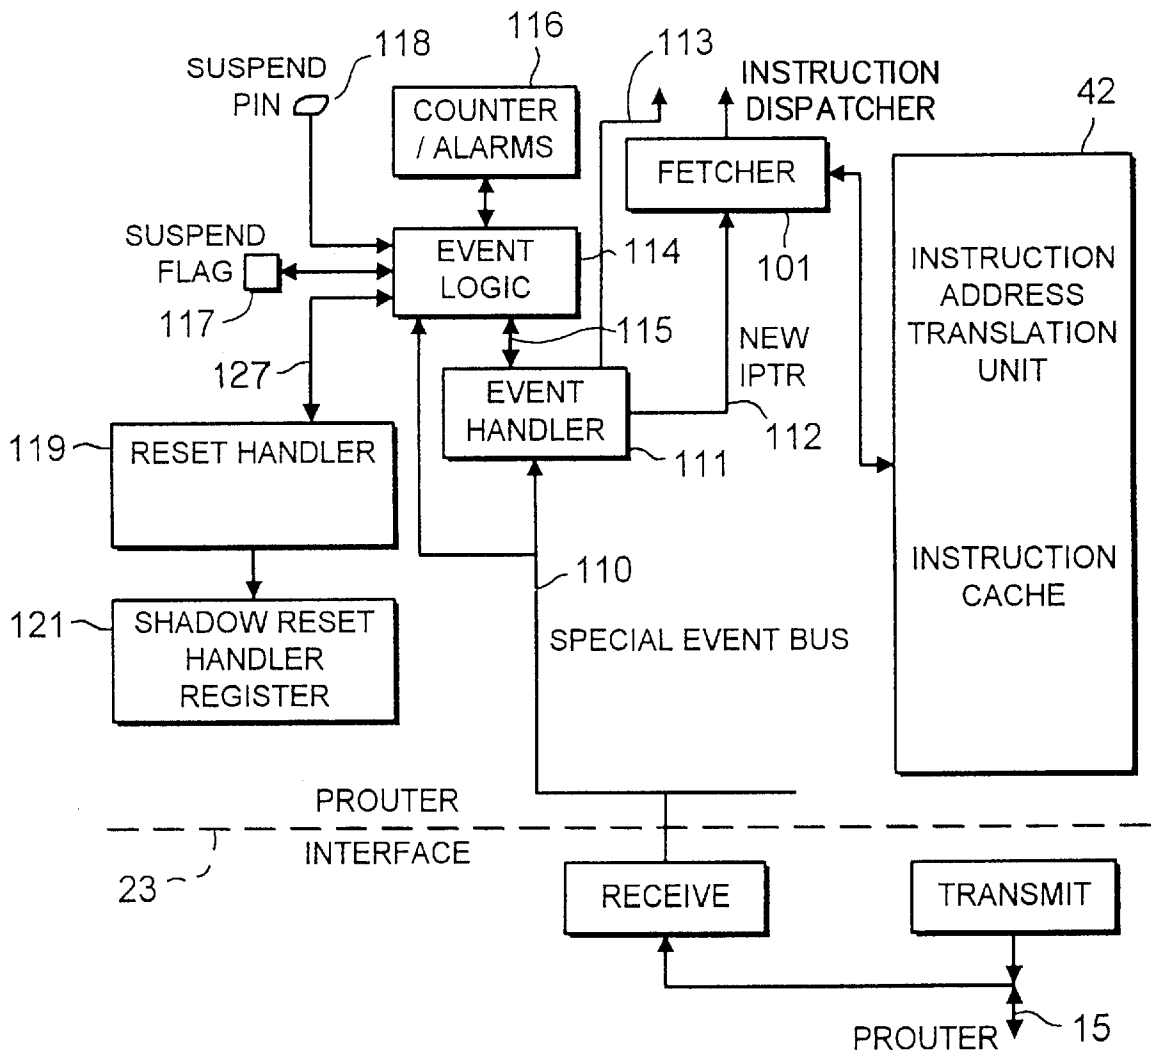 118
SUSPEND
PIN
116
COUNTER
/ ALARMS
113
INSTRUCTION
DISPATCHER
42
FETCHER
101
SUSPEND
FLAG
117
EVENT
LOGIC
114
115
127
NEW
IPTR
112
EVENT
HANDLER
111
INSTRUCTION
ADDRESS
TRANSLATION
UNIT
INSTRUCTION
CACHE
119
RESET HANDLER
121
SHADOW RESET
HANDLER
REGISTER
110
SPECIAL EVENT BUS
PROUTER
INTERFACE
23
RECEIVE
TRANSMIT
PROUTER
15